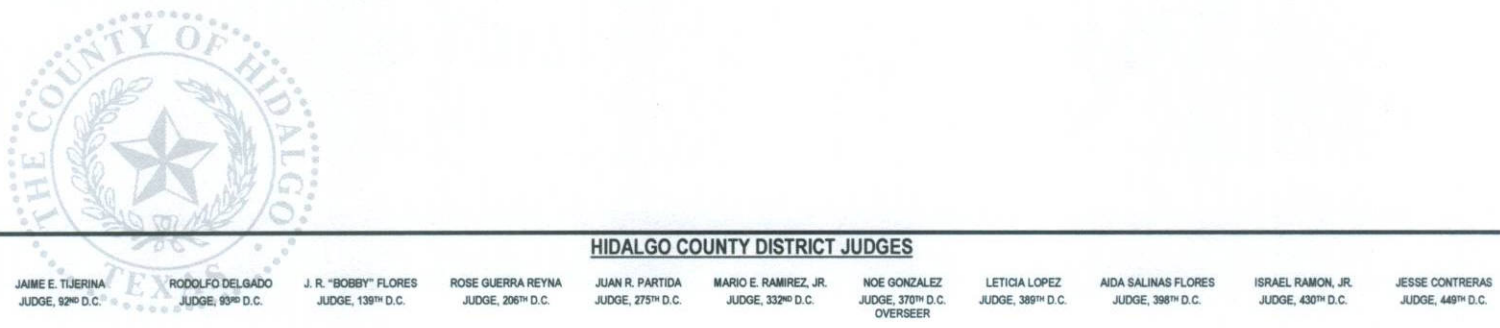 THE COUNTY OF HIDALGO
TEXAS
HIDALGO COUNTY DISTRICT JUDGES
JAIME E. TIJERINA
JUDGE, 92ND D.C.
RODOLFO DELGADO
JUDGE, 93RD D.C.
J. R. "BOBBY" FLORES
JUDGE, 139TH D.C.
ROSE GUERRA REYNA
JUDGE, 206TH D.C.
JUAN R. PARTIDA
JUDGE, 275TH D.C.
MARIO E. RAMIREZ, JR.
JUDGE, 332ND D.C.
NOE GONZALEZ
JUDGE, 370TH D.C.
OVERSEER
LETICIA LOPEZ
JUDGE, 389TH D.C.
AIDA SALINAS FLORES
JUDGE, 398TH D.C.
ISRAEL RAMON, JR.
JUDGE, 430TH D.C.
JESSE CONTRERAS
JUDGE, 449TH D.C.